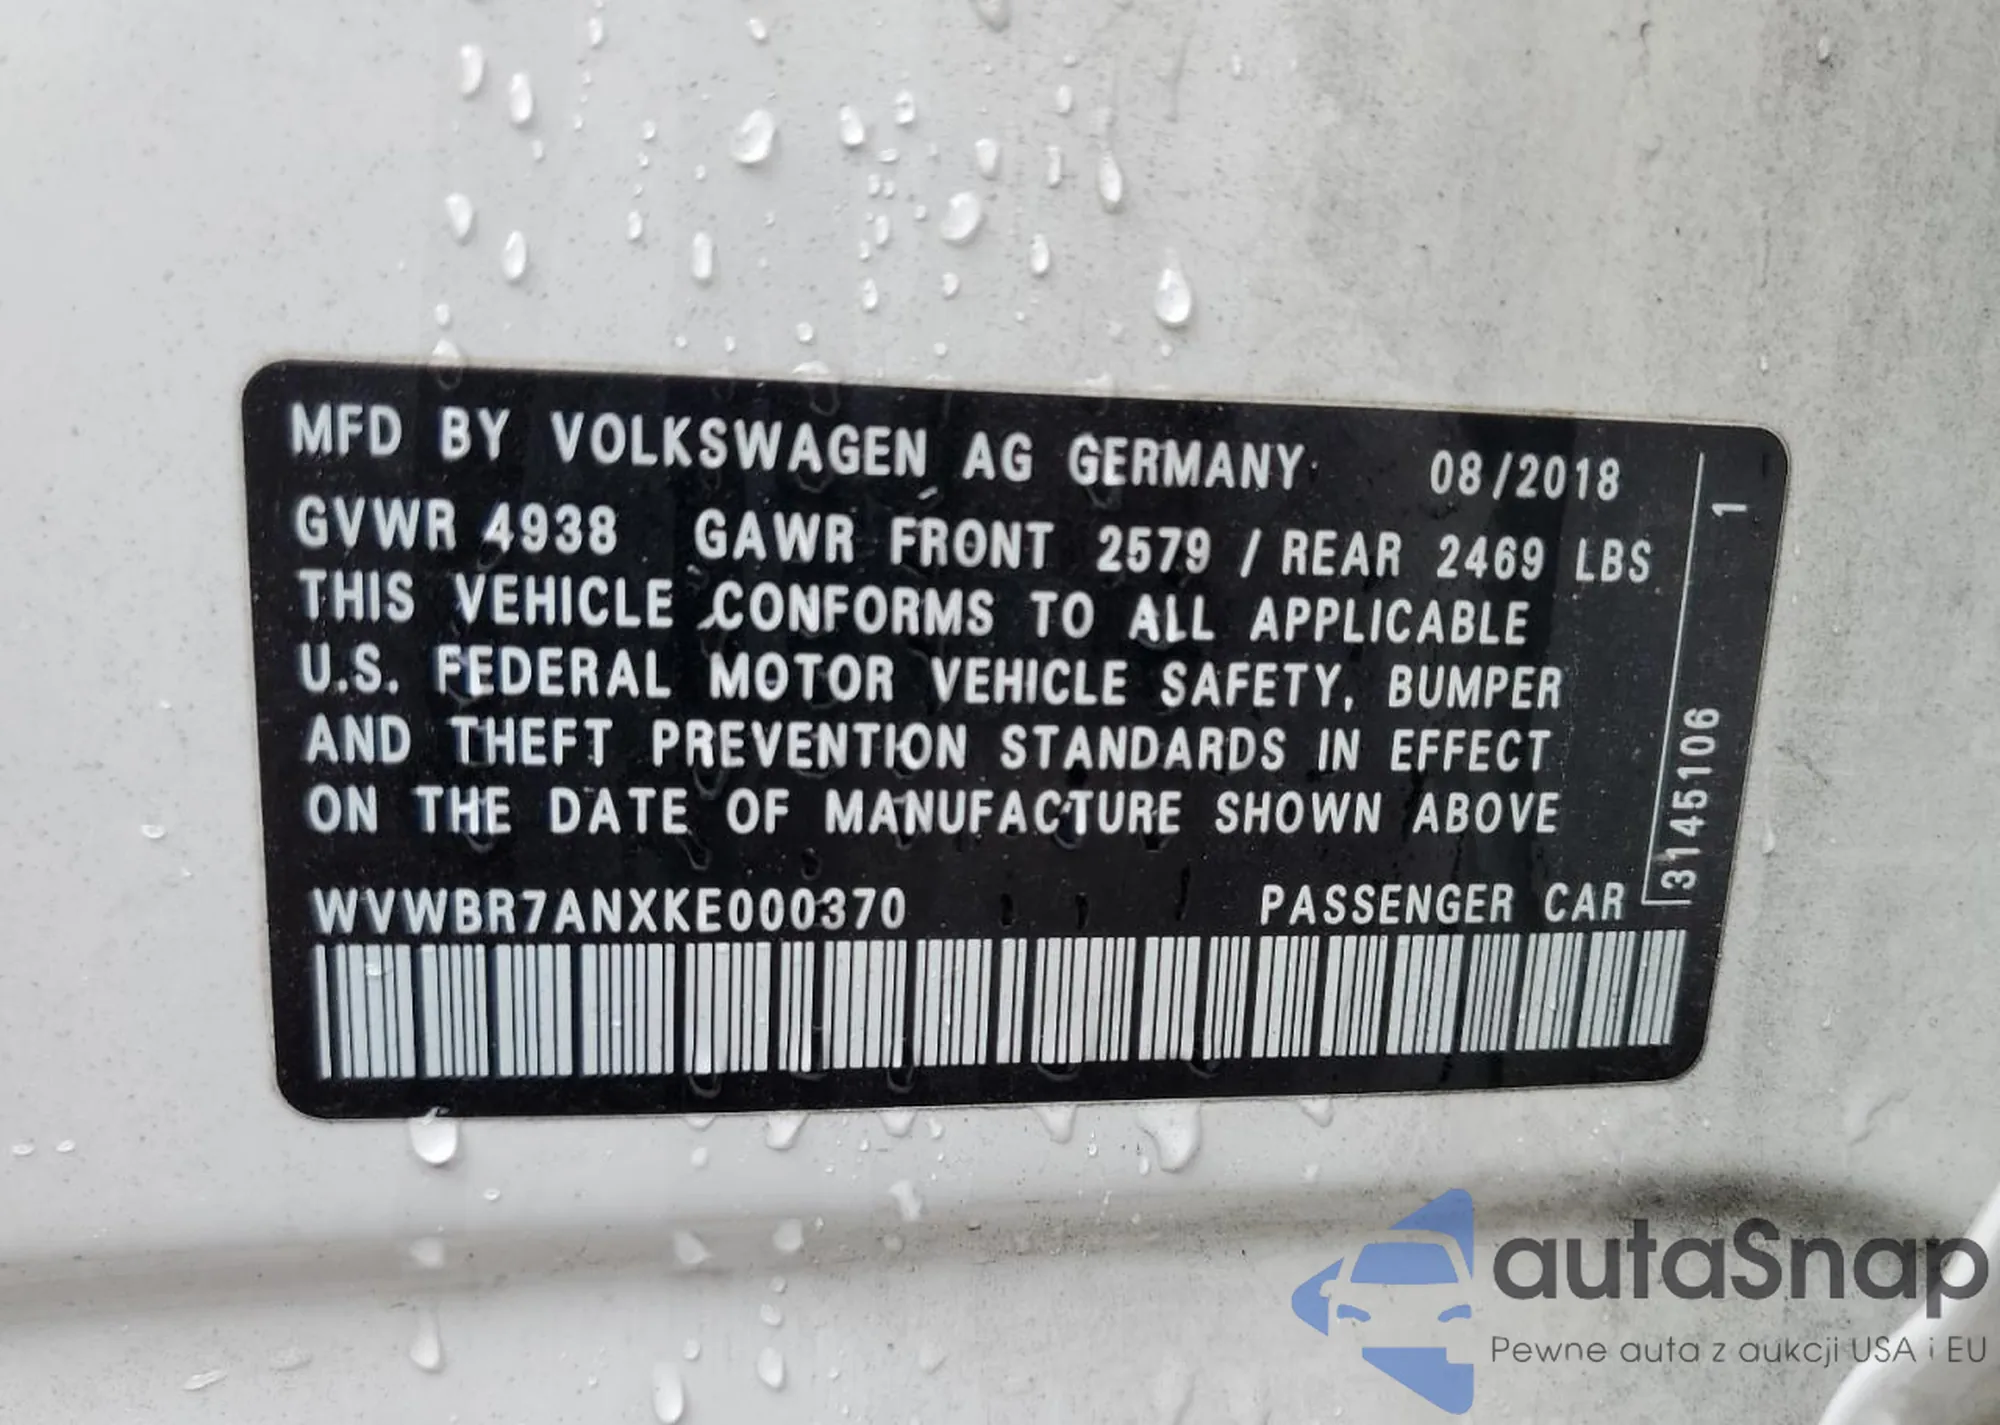 MFD BY VOLKSWAGEN AG GERMANY 08/2018
GVWR 4938 GAWR FRONT 2579 / REAR 2469 LBS
THIS VEHICLE CONFORMS TO ALL APPLICABLE
U.S. FEDERAL MOTOR VEHICLE SAFETY, BUMPER
AND THEFT PREVENTION STANDARDS IN EFFECT
ON THE DATE OF MANUFACTURE SHOWN ABOVE
WVWBR7ANXKE000370 PASSENGER CAR
3145106 1
autaSnap
Pewne auta z aukcji USA i EU